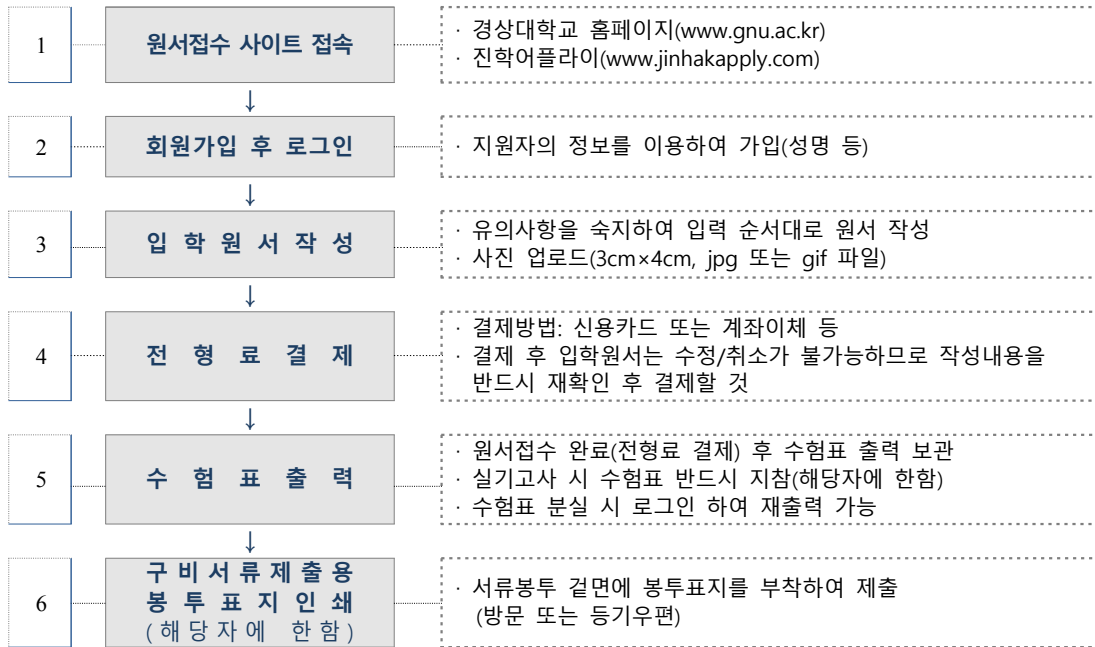 1
원서접수 사이트 접속
· 경상대학교 홈페이지(www.gnu.ac.kr)
· 진학어플라이(www.jinhakapply.com)
↓
2
회원가입 후 로그인
· 지원자의 정보를 이용하여 가입(성명 등)
↓
3
입 학 원 서 작 성
· 유의사항을 숙지하여 입력 순서대로 원서 작성
· 사진 업로드(3cm×4cm, jpg 또는 gif 파일)
↓
4
전 형 료 결 제
· 결제방법: 신용카드 또는 계좌이체 등
· 결제 후 입학원서는 수정/취소가 불가능하므로 작성내용을
반드시 재확인 후 결제할 것
↓
5
수 험 표 출 력
· 원서접수 완료(전형료 결제) 후 수험표 출력 보관
· 실기고사 시 수험표 반드시 지참(해당자에 한함)
· 수험표 분실 시 로그인 하여 재출력 가능
↓
6
구 비 서 류 제 출 용
봉 투 표 지 인 쇄
( 해 당 자 에 한 함 )
· 서류봉투 겉면에 봉투표지를 부착하여 제출
(방문 또는 등기우편)